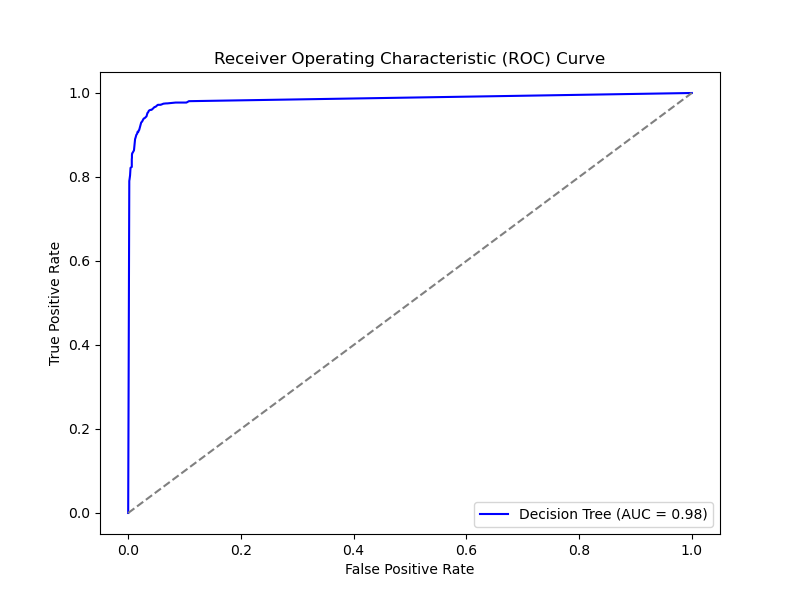 Receiver Operating Characteristic (ROC) Curve
True Positive Rate
1.0
0.8
0.6
0.4
0.2
0.0
Decision Tree (AUC = 0.98)
0.0 0.2 0.4 0.6 0.8 1.0
False Positive Rate